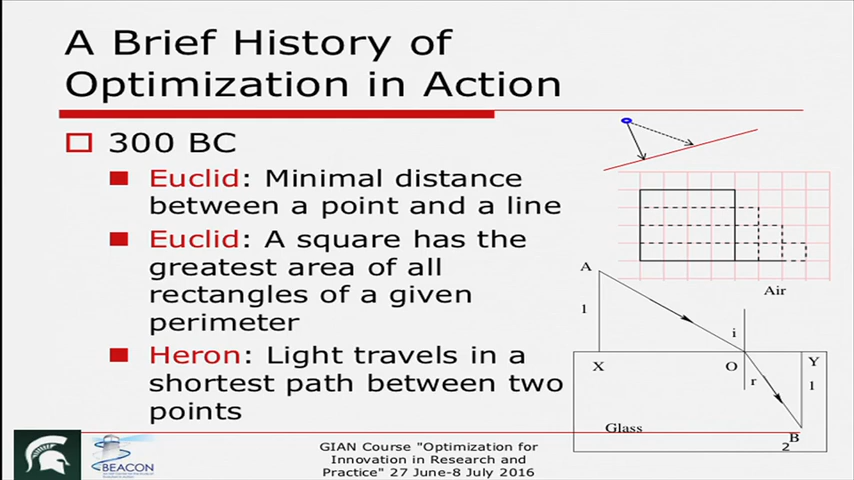 A Brief History of
Optimization in Action
300 BC
Euclid: Minimal distance
between a point and a line
Euclid: A square has the
greatest area of all
rectangles of a given
perimeter
Heron: Light travels in a
shortest path between two
points
Air
A
1
i
X
O
Y
r
1
Glass
B
2
BEACON
GIAN Course "Optimization for
Innovation in Research and
Practice" 27 June-8 July 2016